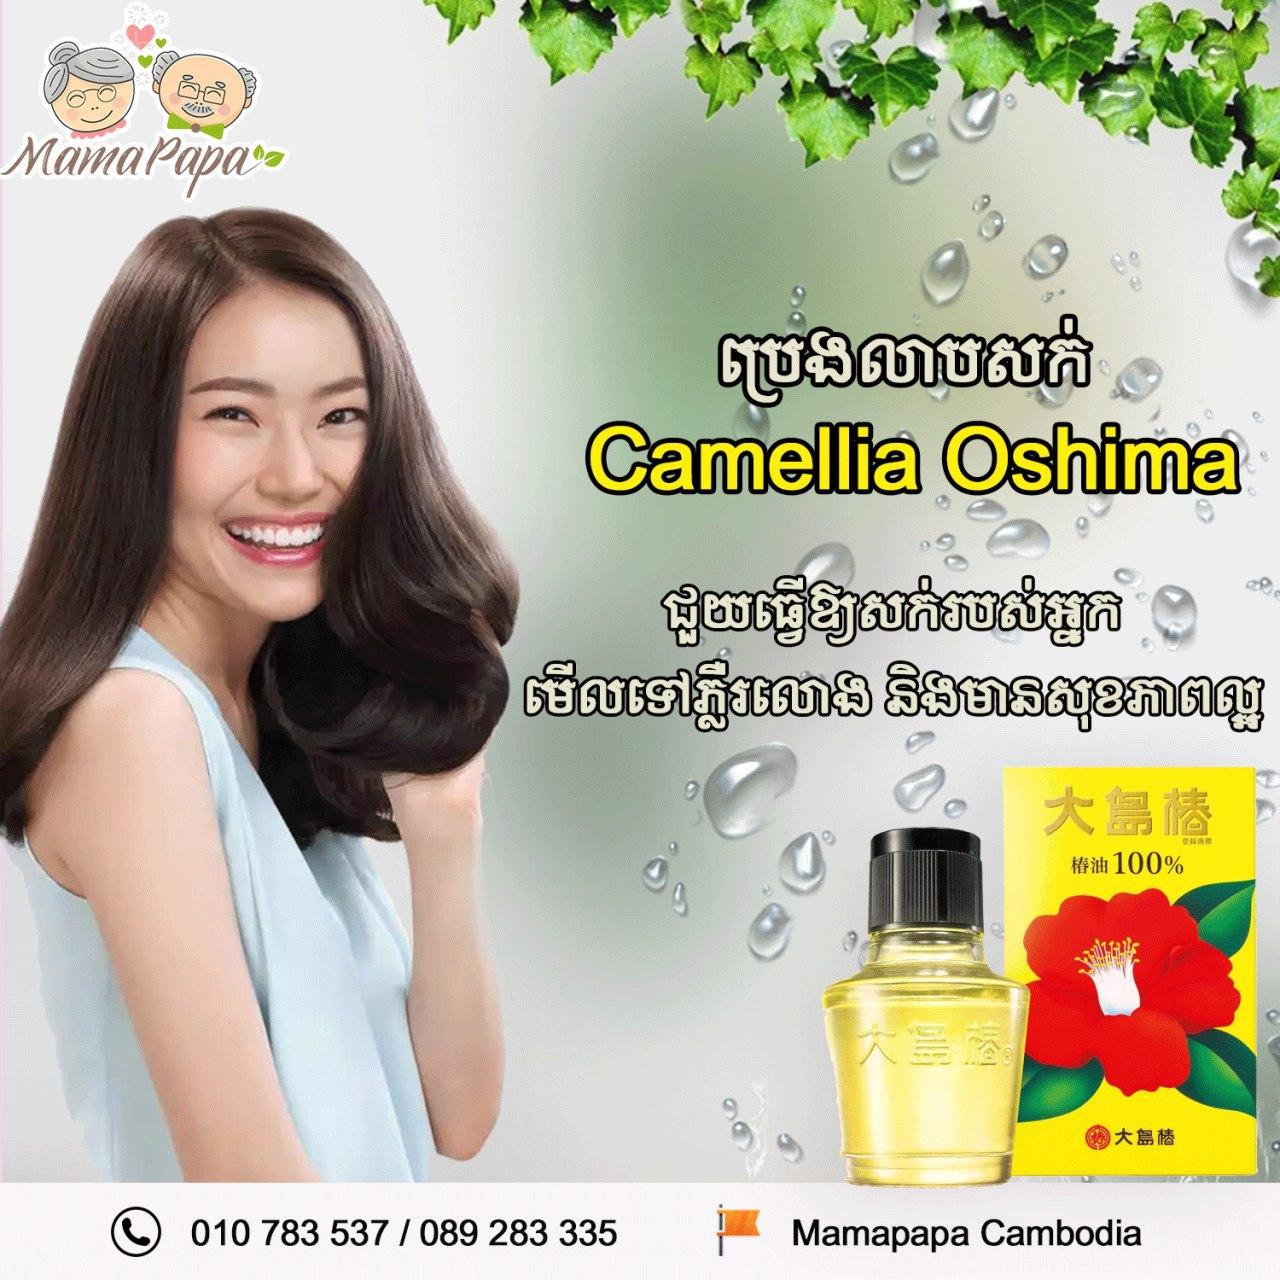 MamaPapa
ប្រេងលាបសក់
Camellia Oshima
ជួយធ្វើឱ្យសក់របស់អ្នក
មើលទៅភ្លឺរលោង និងមានសុខភាពល្អ
大島椿
登録商標
椿油100%
大島椿
大島椿
010 783 537 / 089 283 335
Mamapapa Cambodia